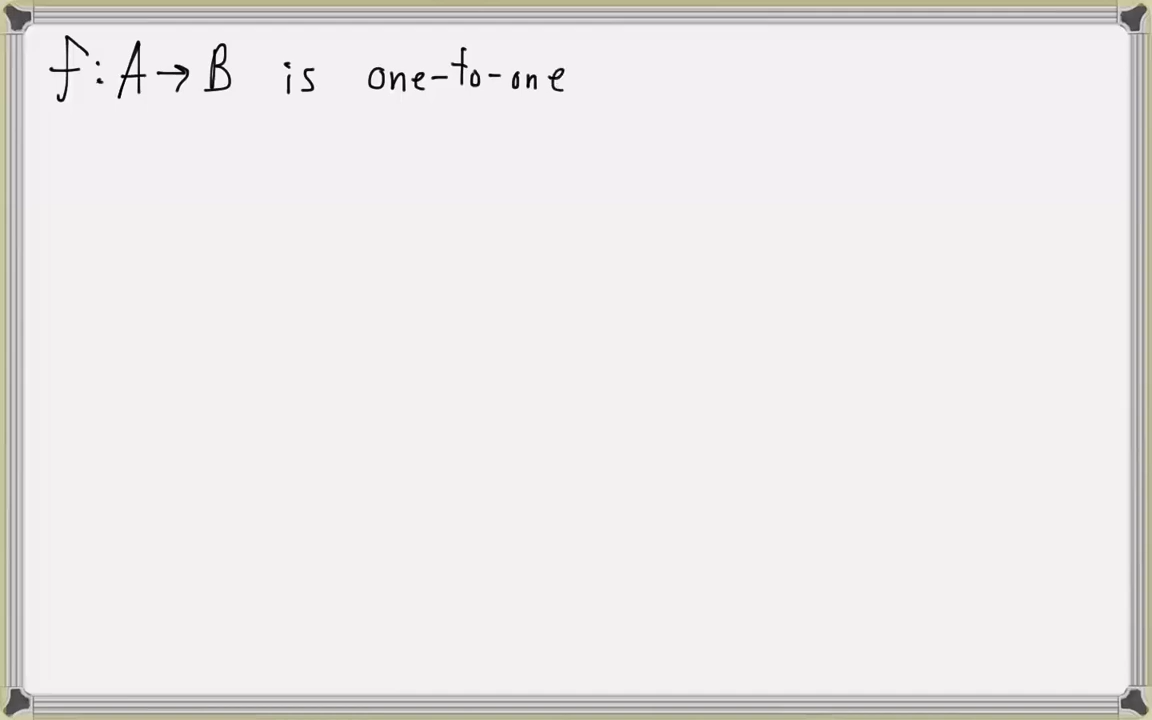 f: A → B is one-to-one